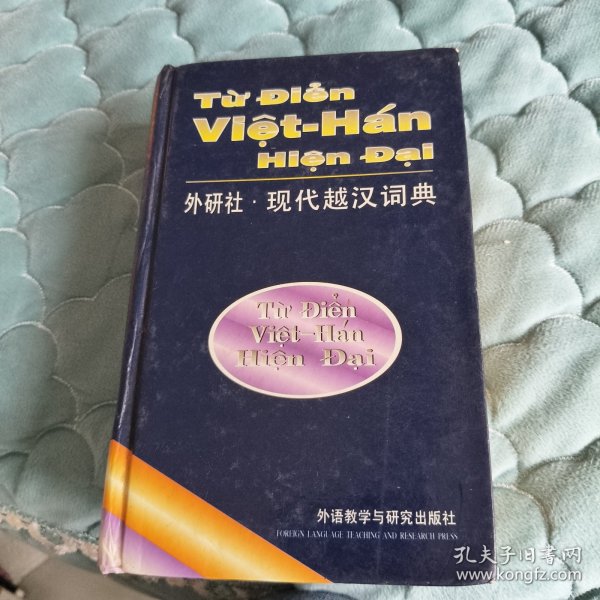 Từ Điển
Việt-Hán
Hiện Đại
外研社·现代越汉词典
Từ Điển
Việt-Hán
Hiện Đại
外语教学与研究出版社
FOREIGN LANGUAGE TEACHING AND RESEARCH PRESS
孔夫子旧书网
www.kongfz.com